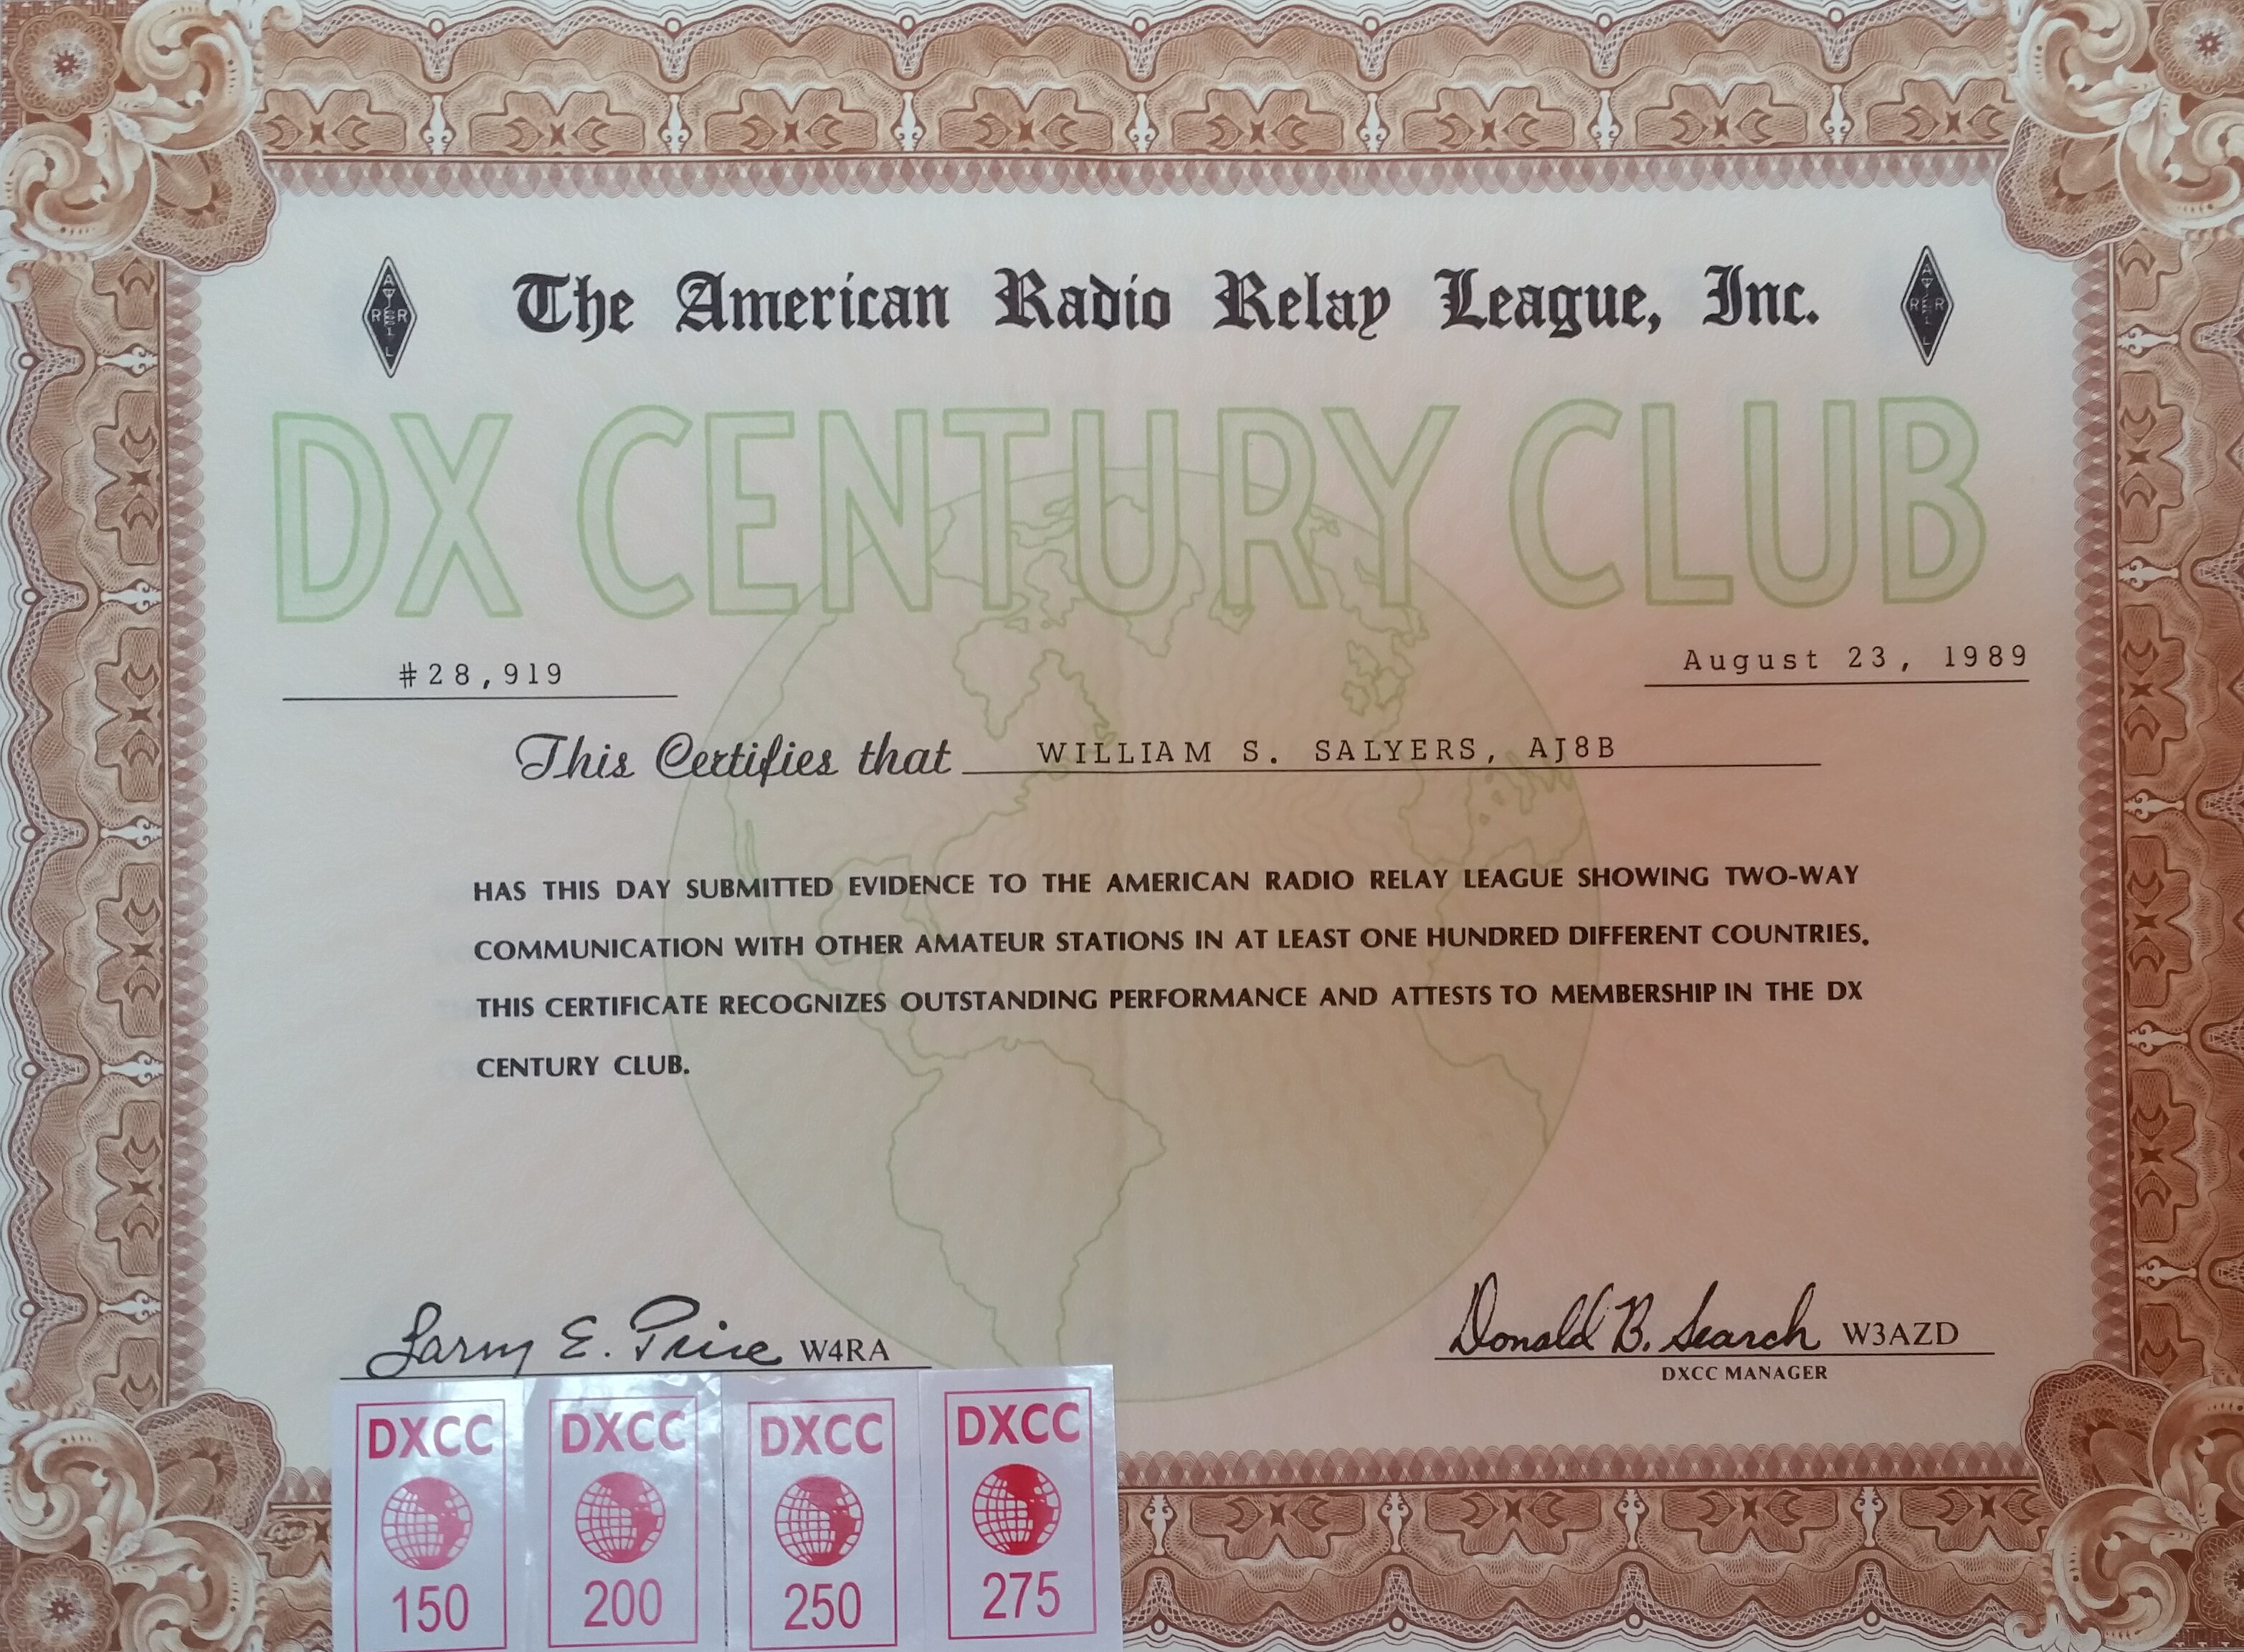 The American Radio Relay League, Inc.
DX CENTURY CLUB
#28,919
August 23, 1989
This Certifies that WILLIAM S. SALYERS, AJ8B
HAS THIS DAY SUBMITTED EVIDENCE TO THE AMERICAN RADIO RELAY LEAGUE SHOWING TWO-WAY
COMMUNICATION WITH OTHER AMATEUR STATIONS IN AT LEAST ONE HUNDRED DIFFERENT COUNTRIES.
THIS CERTIFICATE RECOGNIZES OUTSTANDING PERFORMANCE AND ATTESTS TO MEMBERSHIP IN THE DX
CENTURY CLUB.
Larry E. Price W4RA
Donald B. Search W3AZD
DXCC MANAGER
DXCC DXCC DXCC DXCC
150 200 250 275